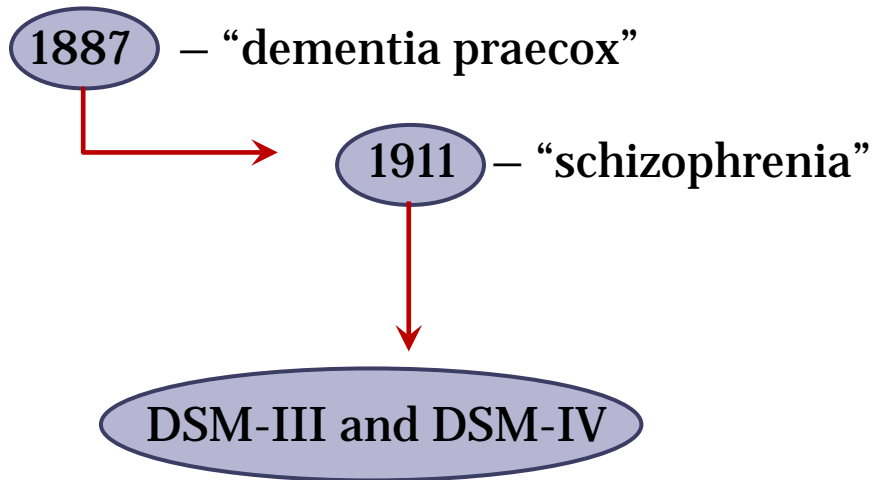 1887 – “dementia praecox”
1911 – “schizophrenia”
DSM-III and DSM-IV